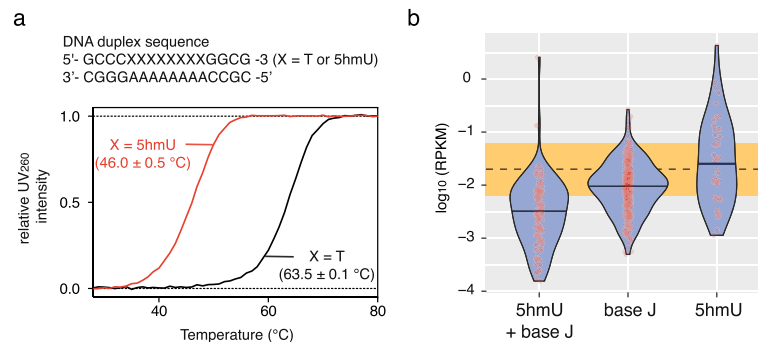 a
DNA duplex sequence
5'- GCCCXXXXXXXXGGCG -3 (X = T or 5hmU)
3'- CGGGAAAAAAAACCGC -5'
1.0
0.5
0.0
relative UV260
intensity
X = 5hmU
(46.0 ± 0.5 °C)
X = T
(63.5 ± 0.1 °C)
40
60
80
Temperature (°C)
b
log10 (RPKM)
0
−1
−2
−3
−4
5hmU
+ base J
base J
5hmU